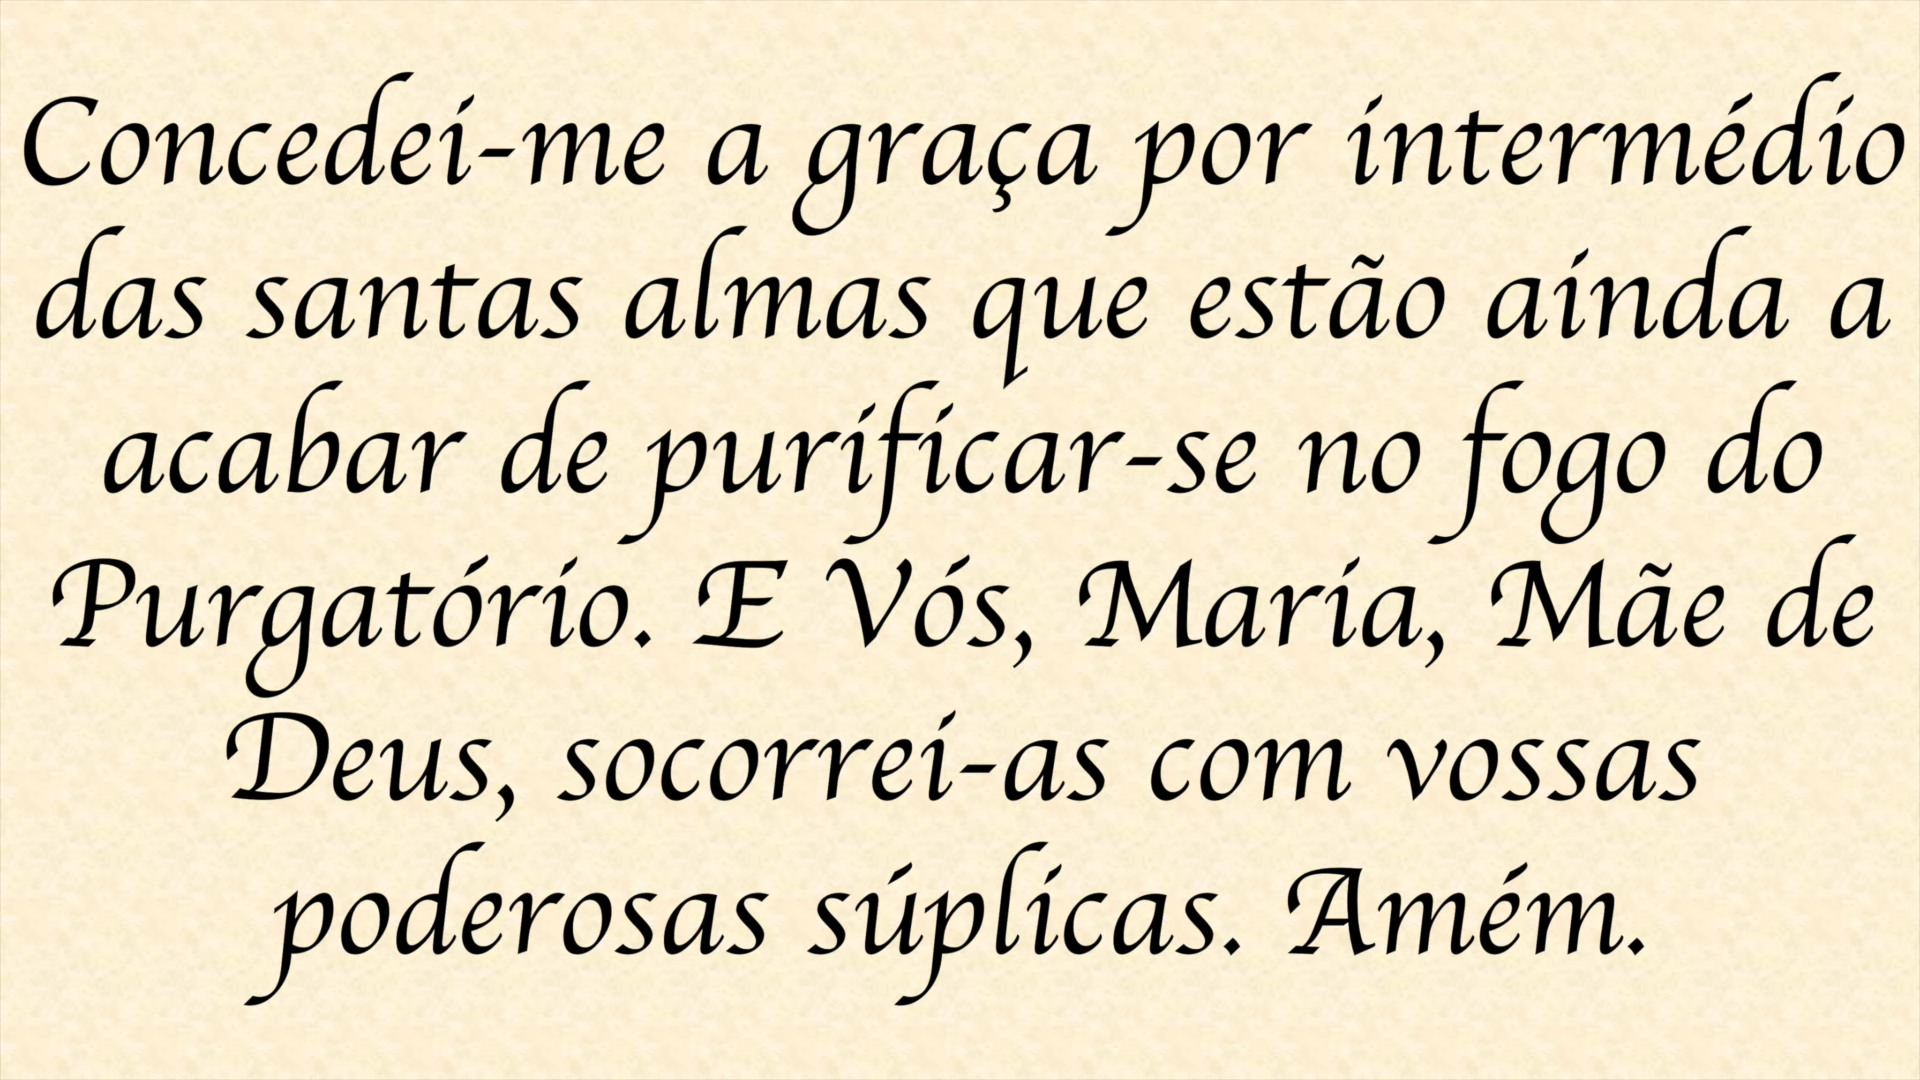 Concedei-me a graça por intermédio
das santas almas que estão ainda a
acabar de purificar-se no fogo do
Purgatório. E Vós, Maria, Mãe de
Deus, socorrei-as com vossas
poderosas súplicas. Amém.